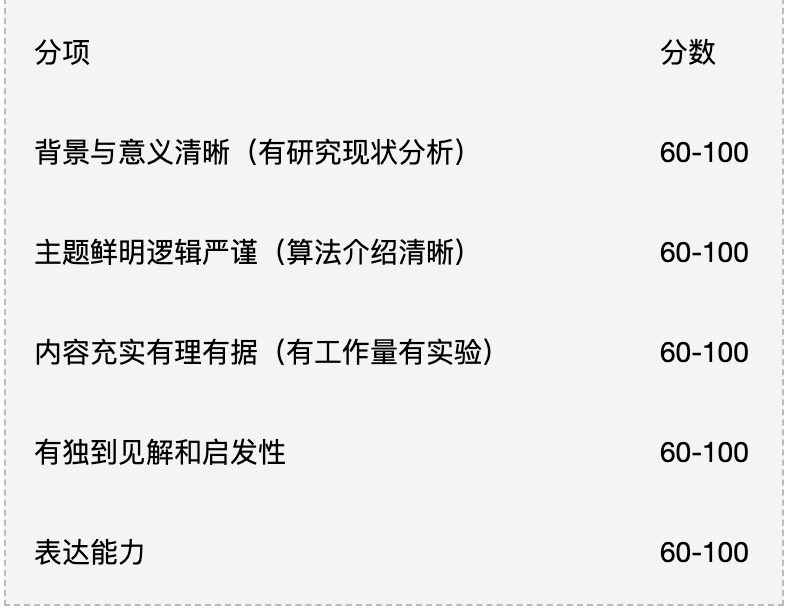 分项 分数
背景与意义清晰（有研究现状分析） 60-100
主题鲜明逻辑严谨（算法介绍清晰） 60-100
内容充实有理有据（有工作量有实验） 60-100
有独到见解和启发性 60-100
表达能力 60-100